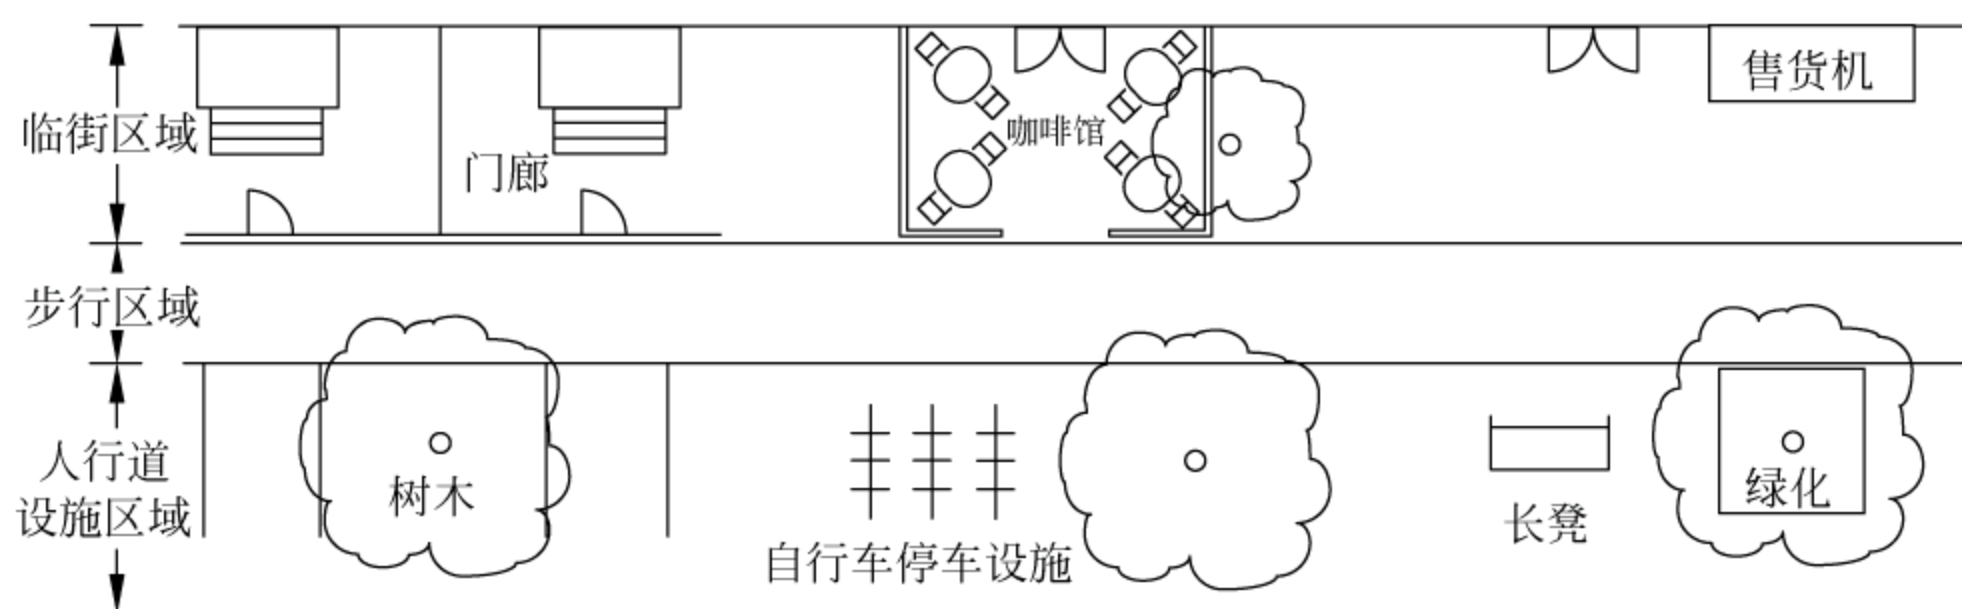 售货机
咖啡馆
临街区域
门廊
步行区域
人行道
设施区域
树木
绿化
长凳
自行车停车设施